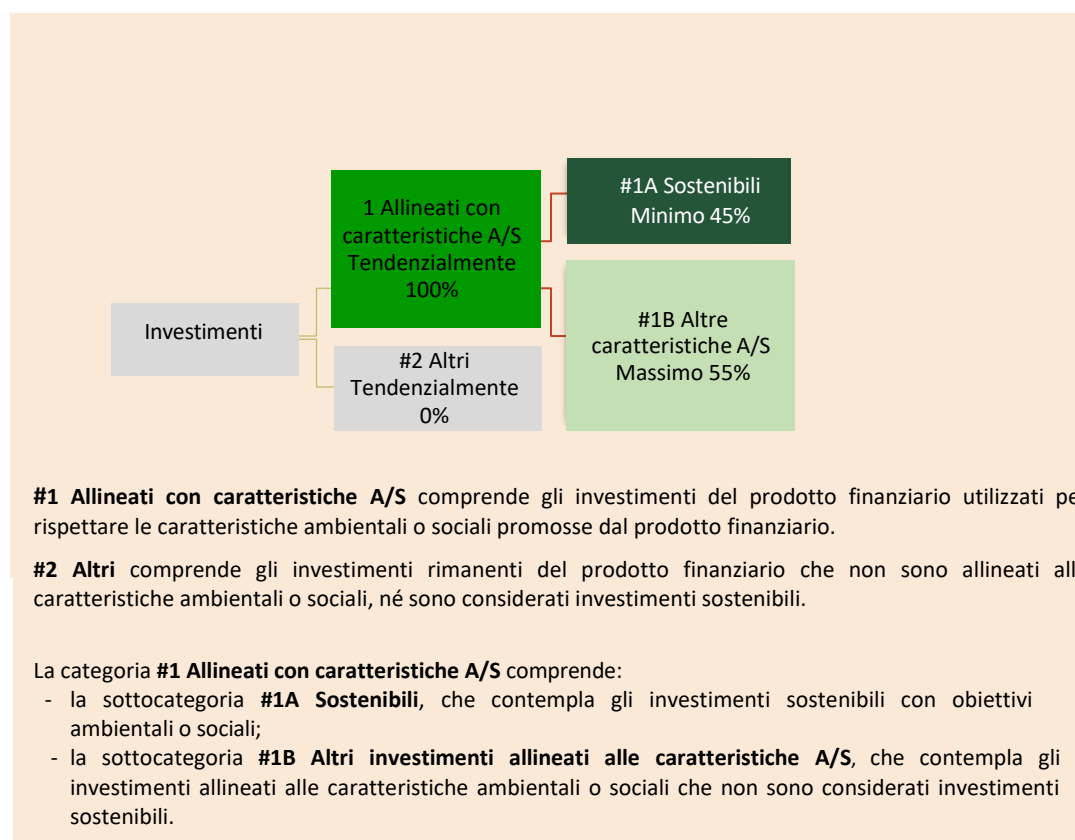 Investimenti
1 Allineati con
caratteristiche A/S
Tendenzialmente
100%
#2 Altri
Tendenzialmente
0%
#1A Sostenibili
Minimo 45%
#1B Altre
caratteristiche A/S
Massimo 55%
#1 Allineati con caratteristiche A/S comprende gli investimenti del prodotto finanziario utilizzati pe
rispettare le caratteristiche ambientali o sociali promosse dal prodotto finanziario.
#2 Altri comprende gli investimenti rimanenti del prodotto finanziario che non sono allineati all
caratteristiche ambientali o sociali, né sono considerati investimenti sostenibili.
La categoria #1 Allineati con caratteristiche A/S comprende:
- la sottocategoria #1A Sostenibili, che contempla gli investimenti sostenibili con obiettivi
ambientali o sociali;
- la sottocategoria #1B Altri investimenti allineati alle caratteristiche A/S, che contempla gli
investimenti allineati alle caratteristiche ambientali o sociali che non sono considerati investimenti
sostenibili.